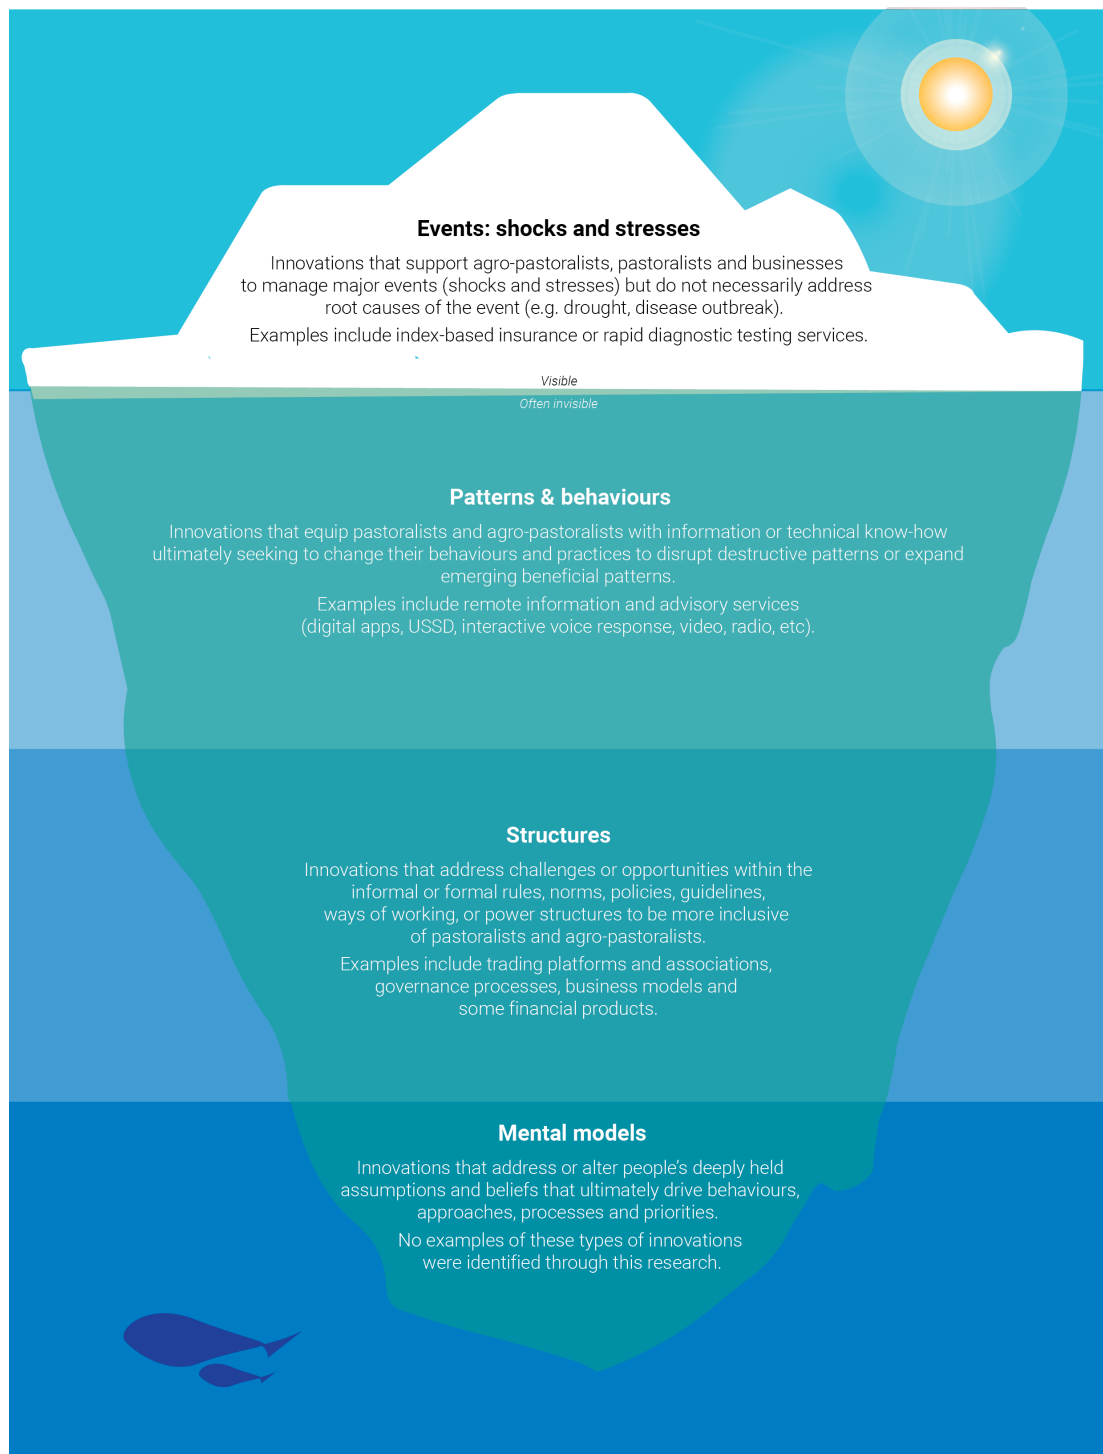 Events: shocks and stresses
Innovations that support agro-pastoralists, pastoralists and businesses
to manage major events (shocks and stresses) but do not necessarily address
root causes of the event (e.g. drought, disease outbreak).
Examples include index-based insurance or rapid diagnostic testing services.
Visible
Often invisible
Patterns & behaviours
Innovations that equip pastoralists and agro-pastoralists with information or technical know-how
ultimately seeking to change their behaviours and practices to disrupt destructive patterns or expand
emerging beneficial patterns.
Examples include remote information and advisory services
(digital apps, USSD, interactive voice response, video, radio, etc).
Structures
Innovations that address challenges or opportunities within the
informal or formal rules, norms, policies, guidelines,
ways of working, or power structures to be more inclusive
of pastoralists and agro-pastoralists.
Examples include trading platforms and associations,
governance processes, business models and
some financial products.
Mental models
Innovations that address or alter people’s deeply held
assumptions and beliefs that ultimately drive behaviours,
approaches, processes and priorities.
No examples of these types of innovations
were identified through this research.